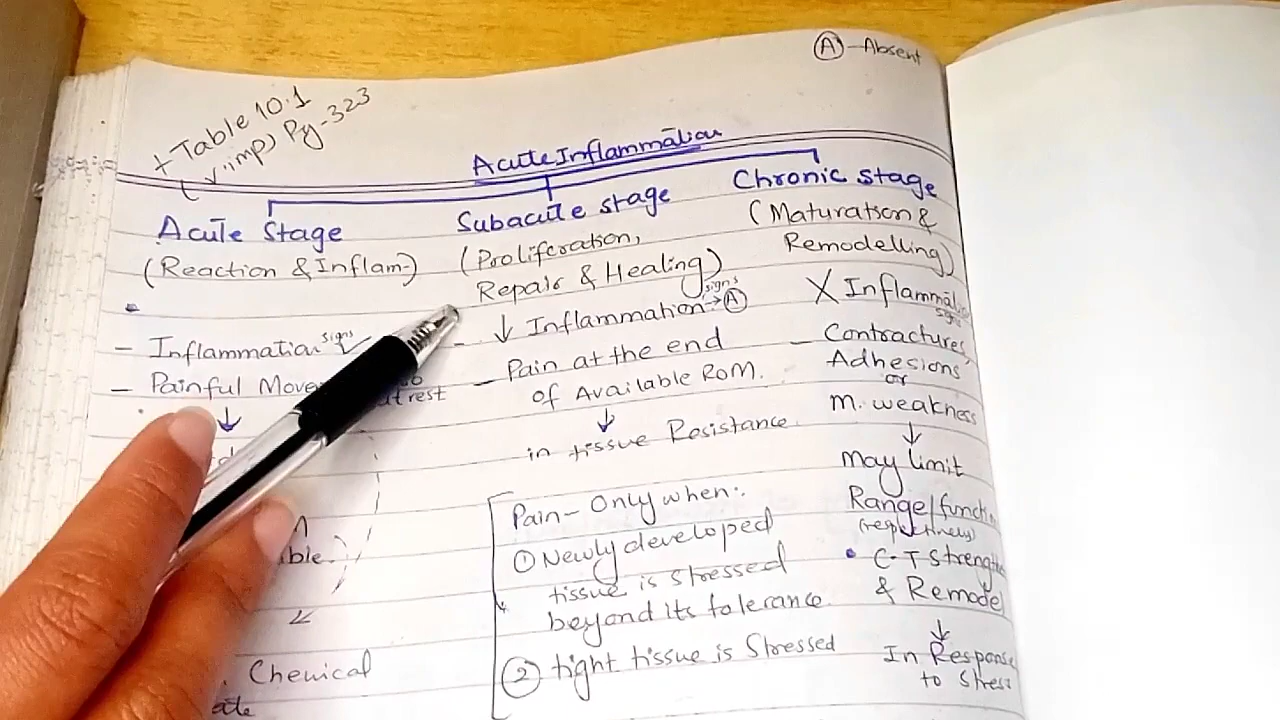 (A) - Absent
+ Table 10.1
(✓"imp) Pg-323
Acute Inflammation
Acute Stage
(Reaction & Inflam-)
- Inflammation signs ✓
- Painful
at rest
↓
Chemical
Subacute stage
(Proliferation,
Repair & Healing)
- ↓ Inflammation signs → (A)
- Pain at the end
of Available ROM.
↓
in tissue Resistance.
Pain - Only when:
① Newly developed
tissue is stressed
beyond its tolerance.
② tight tissue is Stressed
Chronic stage
(Maturation &
Remodelling)
X Inflammatio signs
- Contractures,
Adhesions
or
m. weakness
↓
May limit
Range/functi
(respectively)
• C.T Strength
& Remodel
↓
In Response
to Stress